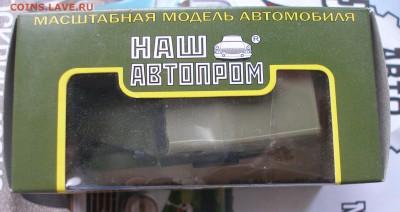 COINS.LAVE.RU
МАСШТАБНАЯ МОДЕЛЬ АВТОМОБИЛЯ
НАШ ®
АВТОПРОМ